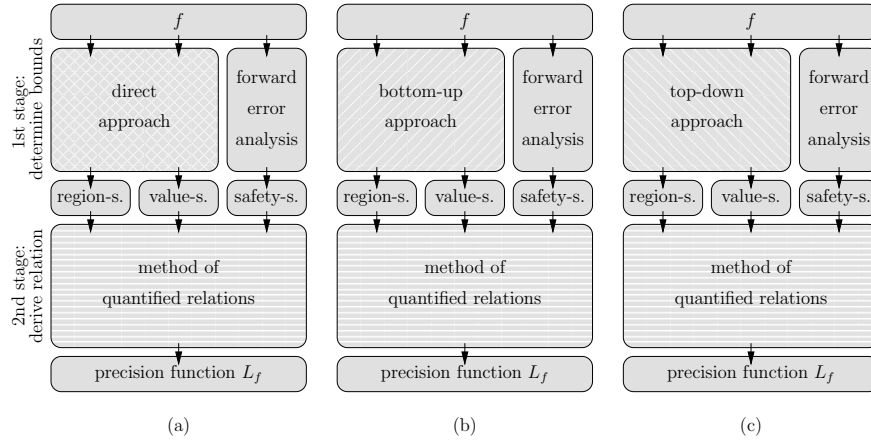 f
f
f
1st stage:
determine bounds
direct
approach
forward
error
analysis
bottom-up
approach
forward
error
analysis
top-down
approach
forward
error
analysis
region-s. value-s. safety-s.
region-s. value-s. safety-s.
region-s. value-s. safety-s.
2nd stage:
derive relation
method of
quantified relations
method of
quantified relations
method of
quantified relations
precision function L_f
precision function L_f
precision function L_f
(a)
(b)
(c)